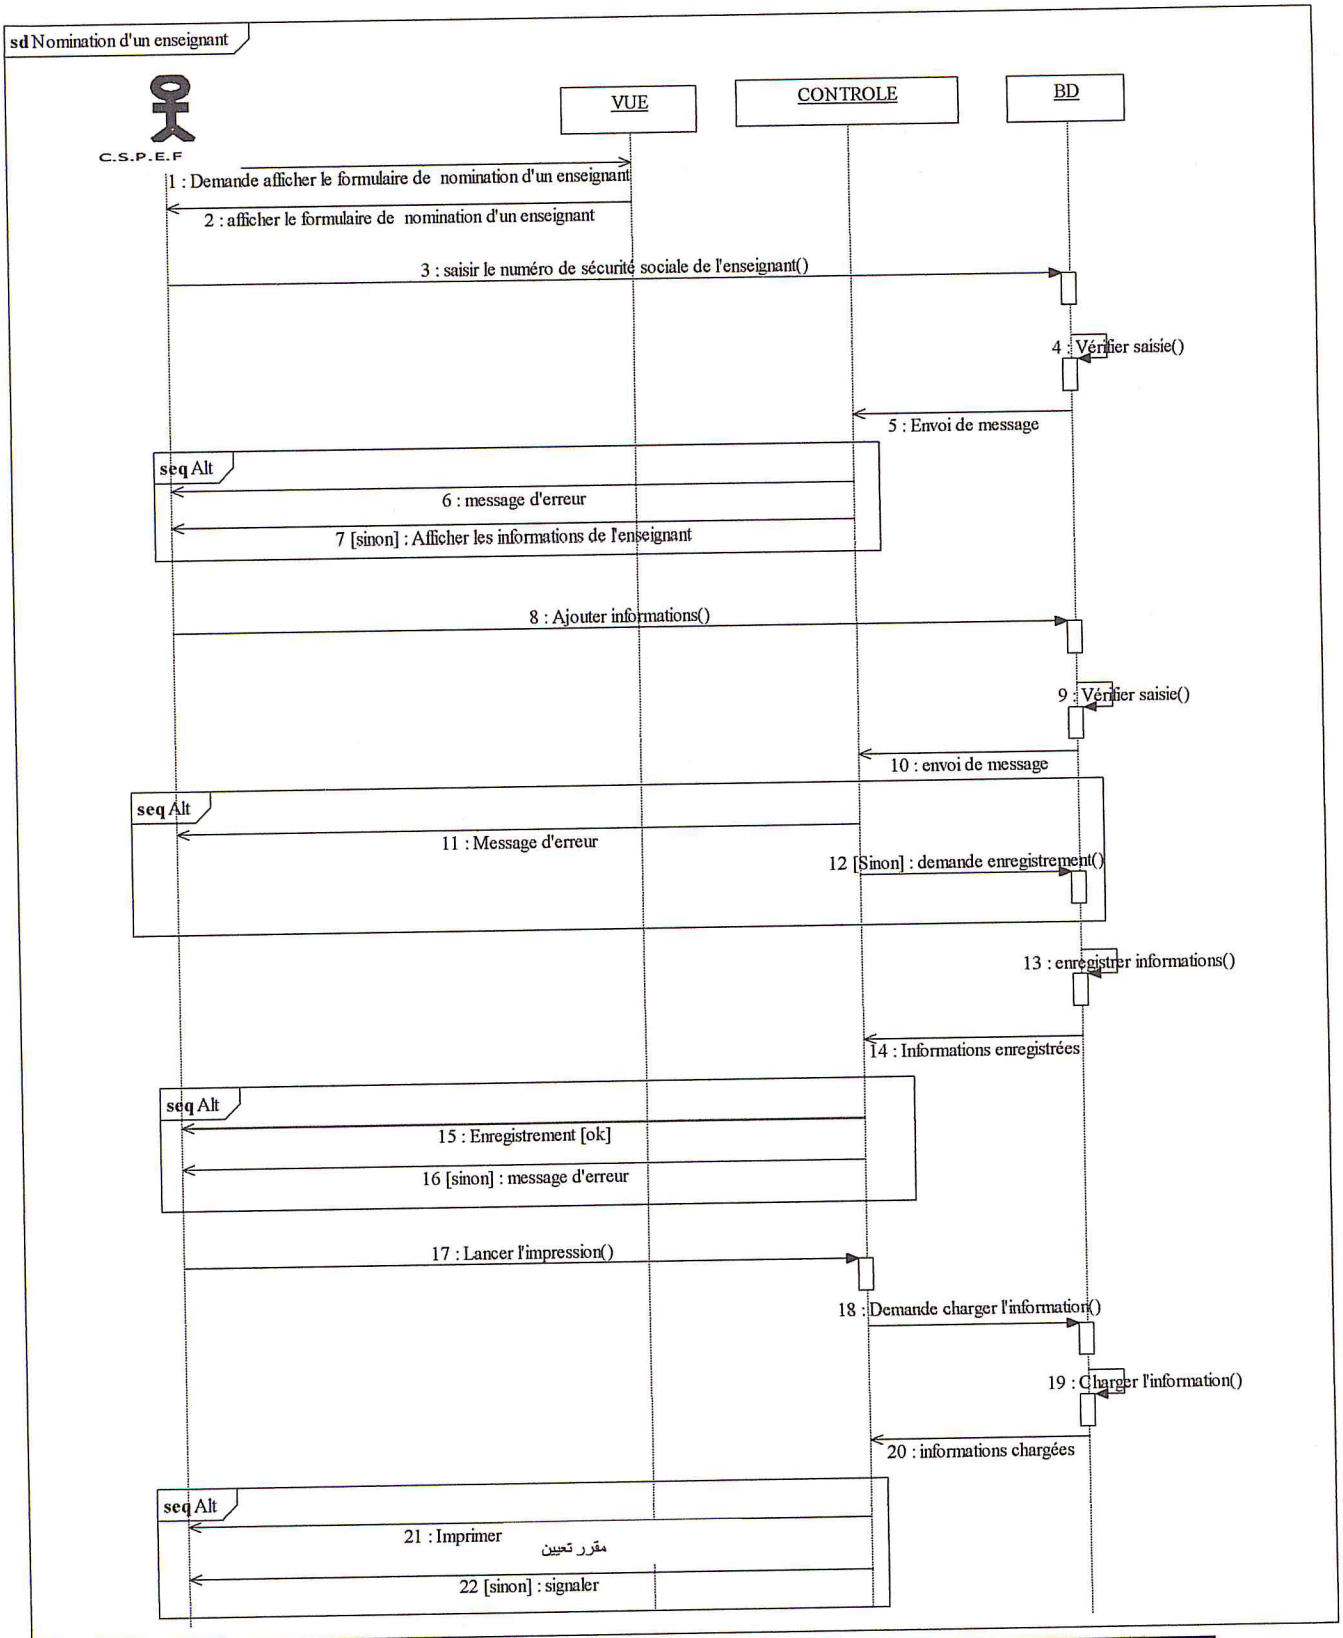 sd Nomination d'un enseignant
VUE
CONTROLE
BD
C.S.P.E.F
1 : Demande afficher le formulaire de nomination d'un enseignant
2 : afficher le formulaire de nomination d'un enseignant
3 : saisir le numéro de sécurité sociale de l'enseignant()
4 : Vérifier saisie()
5 : Envoi de message
seq Alt
6 : message d'erreur
7 [sinon] : Afficher les informations de l'enseignant
8 : Ajouter informations()
9 : Vérifier saisie()
10 : envoi de message
seq Alt
11 : Message d'erreur
12 [Sinon] : demande enregistrement()
13 : enregistrer informations()
14 : Informations enregistrées
seq Alt
15 : Enregistrement [ok]
16 [sinon] : message d'erreur
17 : Lancer l'impression()
18 : Demande charger l'information()
19 : Charger l'information()
20 : informations chargées
seq Alt
21 : Imprimer
مقرر تعيين
22 [sinon] : signaler